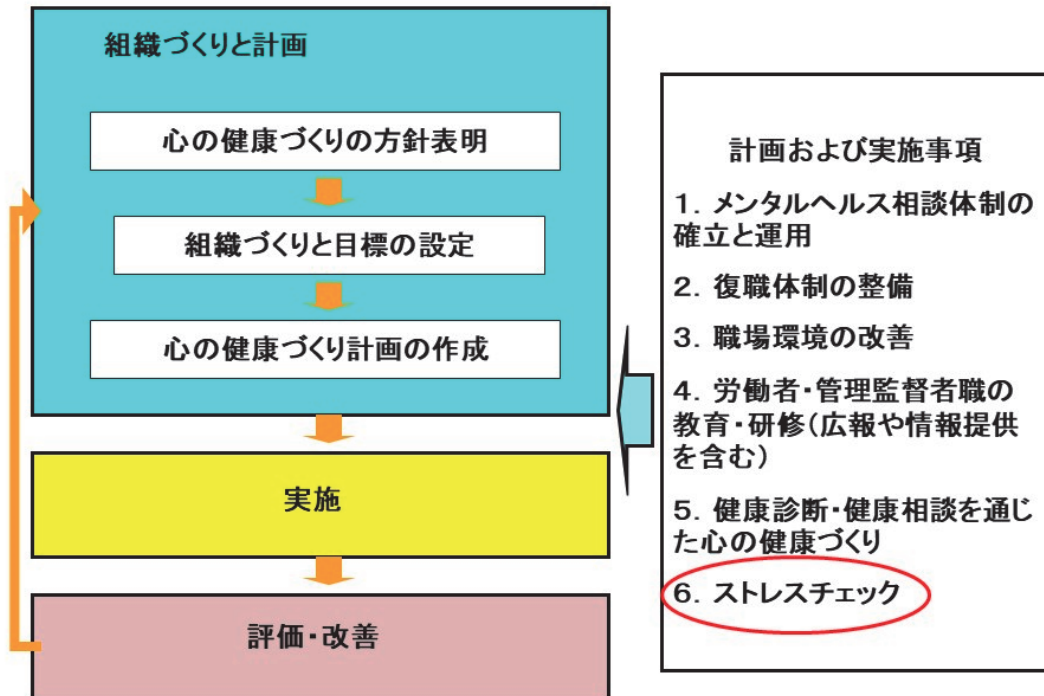 組織づくりと計画
心の健康づくりの方針表明
組織づくりと目標の設定
心の健康づくり計画の作成
実施
評価・改善
計画および実施事項
1. メンタルヘルス相談体制の
確立と運用
2. 復職体制の整備
3. 職場環境の改善
4. 労働者・管理監督者職の
教育・研修(広報や情報提供
を含む)
5. 健康診断・健康相談を通じ
た心の健康づくり
6. ストレスチェック